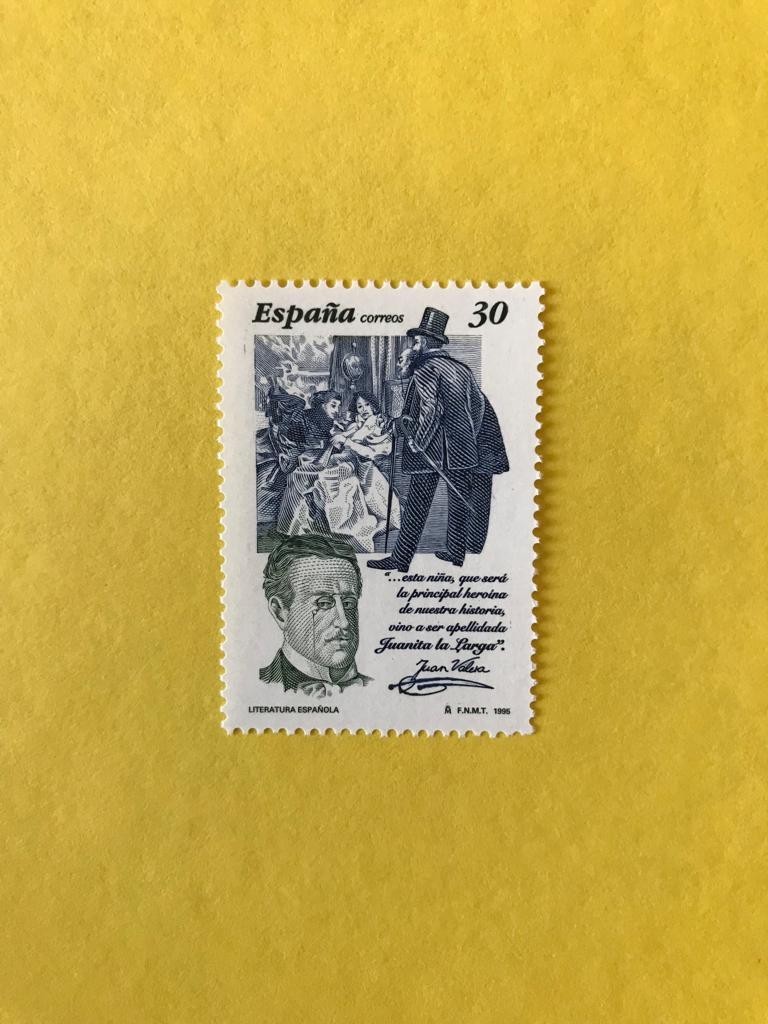 España correos 30
"...esta niña, que será
la principal heroína
de nuestra historia,
vino a ser apellidada
Juanita la Larga".
Juan Valera
LITERATURA ESPAÑOLA
M F.N.M.T. 1995